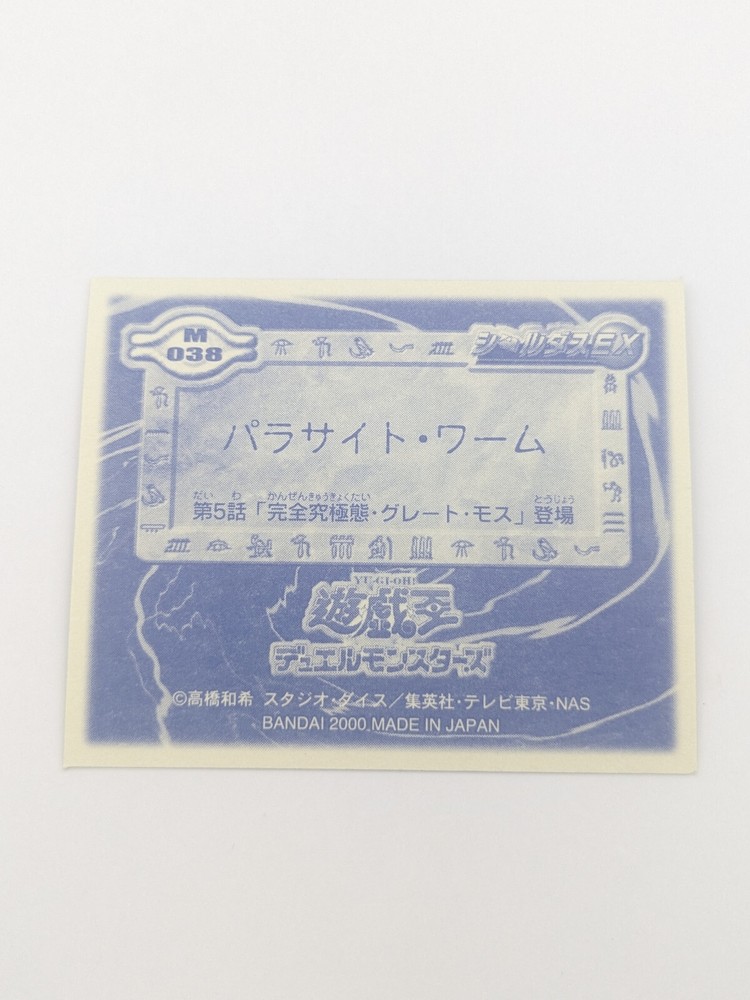 M
038
シールダスEX
パラサイト・ワーム
だい わ かんぜんきゅうきょくたい とうじょう
第5話「完全究極態・グレート・モス」登場
YU-GI-OH!
遊戯王
デュエルモンスターズ
©高橋和希 スタジオ・ダイス／集英社・テレビ東京・NAS
BANDAI 2000 MADE IN JAPAN